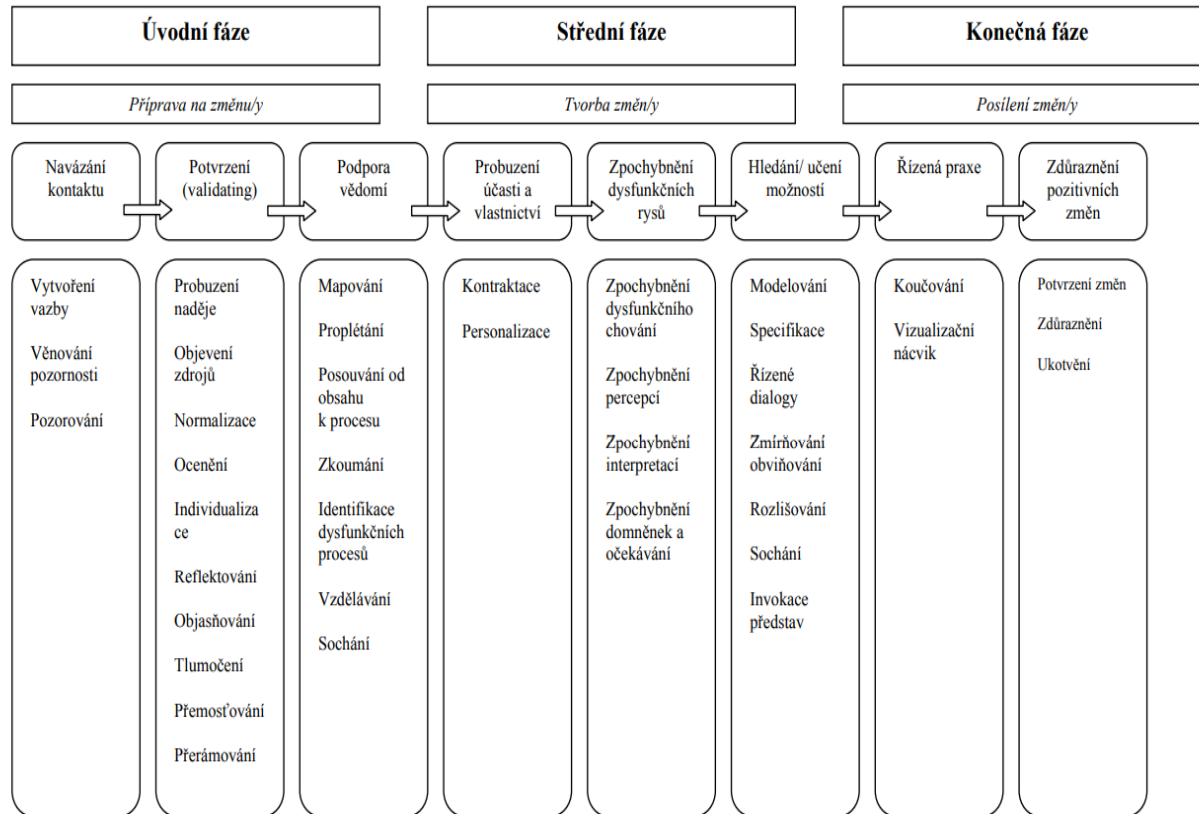 Úvodní fáze
Střední fáze
Konečná fáze
Příprava na změnu/y
Tvorba změn/y
Posílení změn/y
Navázání
kontaktu
Potvrzení
(validating)
Podpora
vědomí
Probuzení
účasti a
vlastnictví
Zpochybnění
dysfunkčních
rysů
Hledání/ učení
možností
Řízená praxe
Zdůraznění
pozitivních
změn
Vytvoření
vazby
Věnování
pozornosti
Pozorování
Probuzení
naděje
Objevení
zdrojů
Normalizace
Ocenění
Individualiza
ce
Reflektování
Objasňování
Tlumočení
Přemosťování
Přerámování
Mapování
Proplétání
Posouvání od
obsahu
k procesu
Zkoumání
Identifikace
dysfunkčních
procesů
Vzdělávání
Sochání
Kontraktace
Personalizace
Zpochybnění
dysfunkčního
chování
Zpochybnění
percepcí
Zpochybnění
interpretací
Zpochybnění
domněnek a
očekávání
Modelování
Specifikace
Řízené
dialogy
Zmírňování
obviňování
Rozlišování
Sochání
Invokace
představ
Koučování
Vizualizační
nácvik
Potvrzení změn
Zdůraznění
Ukotvění